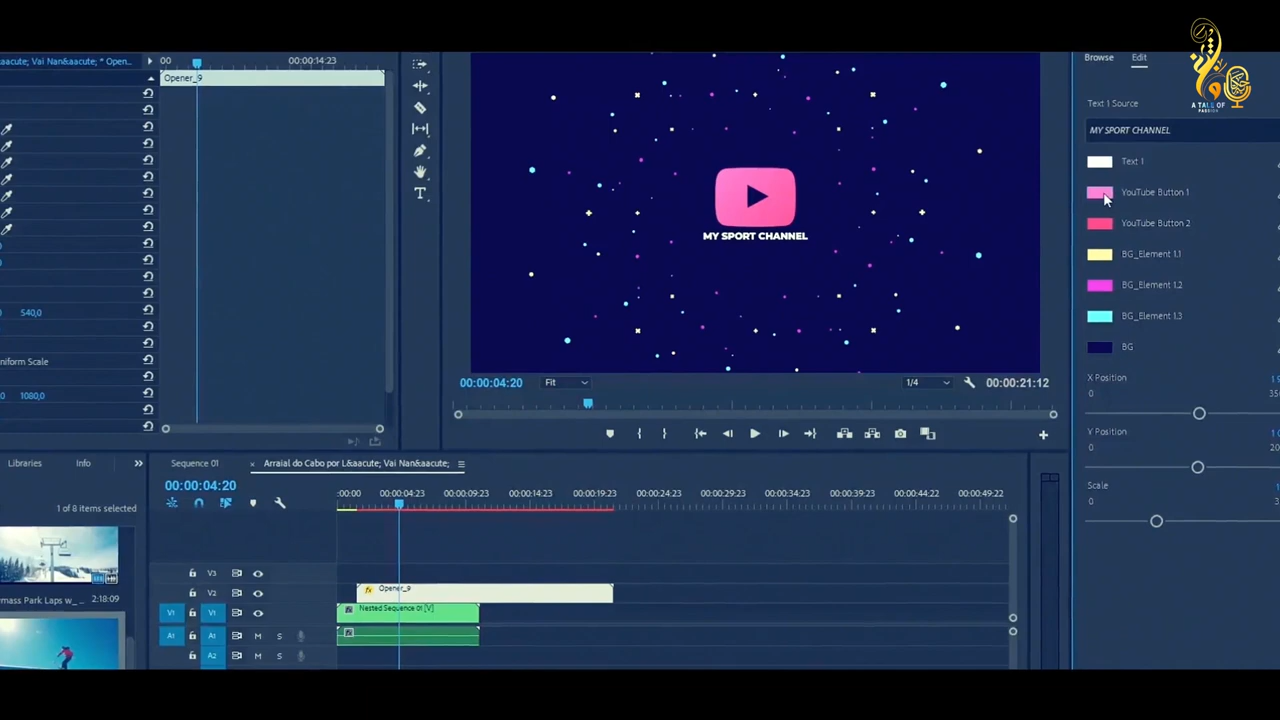 aacute; Vai Nan&aacute; * Open...
00
00:00:14:23
Opener_9
540,0
niform Scale
1080,0
MY SPORT CHANNEL
00:00:04:20
Fit
1/4
00:00:21:12
Browse
Edit
A TALE OF
PASSION
Text 1 Source
MY SPORT CHANNEL
Text 1
YouTube Button 1
YouTube Button 2
BG_Element 1.1
BG_Element 1.2
BG_Element 1.3
BG
X Position
0
Y Position
0
Scale
0
Libraries
Info
Sequence 01
Arraial do Cabo por L&aacute; Vai Nan&aacute;
00:00:04:20
1 of 8 items selected
:00:00
00:00:04:23
00:00:09:23
00:00:14:23
00:00:19:23
00:00:24:23
00:00:29:23
00:00:34:23
00:00:39:23
00:00:44:22
00:00:49:22
V3
V2
Opener_9
V1
V1
Nested Sequence 01 [V]
A1
A1
M
S
A2
M
S
mass Park Laps w_ ...
2:18:09